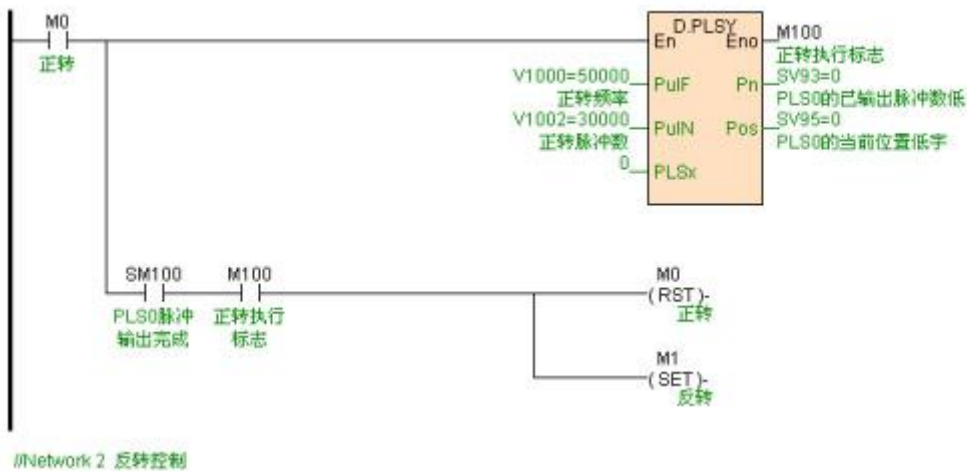 M0
正转
D.PLSY
En
Eno
M100
正转执行标志
V1000=50000
正转频率
PulF
Pn
SV93=0
PLS0的已输出脉冲数低
V1002=30000
正转脉冲数
PulN
Pos
SV95=0
PLS0的当前位置低字
0
PLSx
SM100
PLS0脉冲
输出完成
M100
正转执行
标志
M0
(RST)-
正转
M1
(SET)-
反转
//Network 2 反转控制